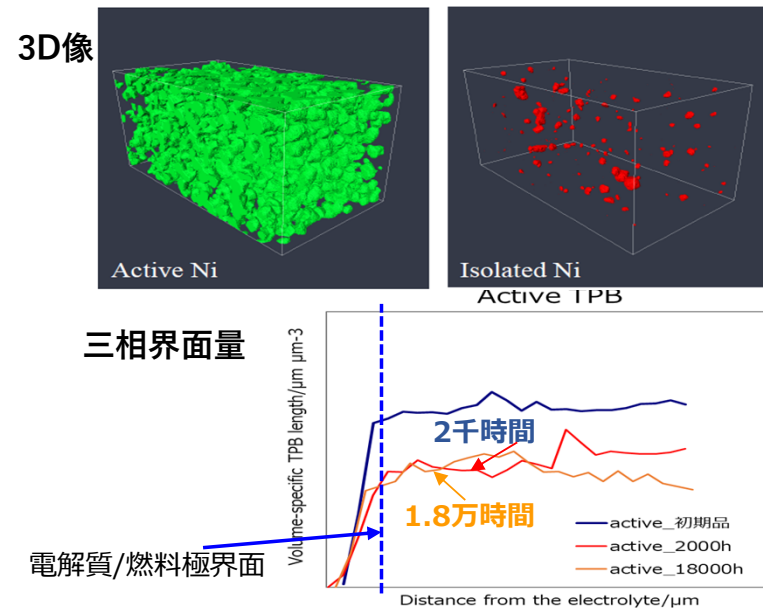 3D像
Active Ni
Isolated Ni
Active TPB
三相界面量
Volume-specific TPB length/μm μm-3
2千時間
1.8万時間
電解質/燃料極界面
active_初期品
active_2000h
active_18000h
Distance from the electrolyte/μm